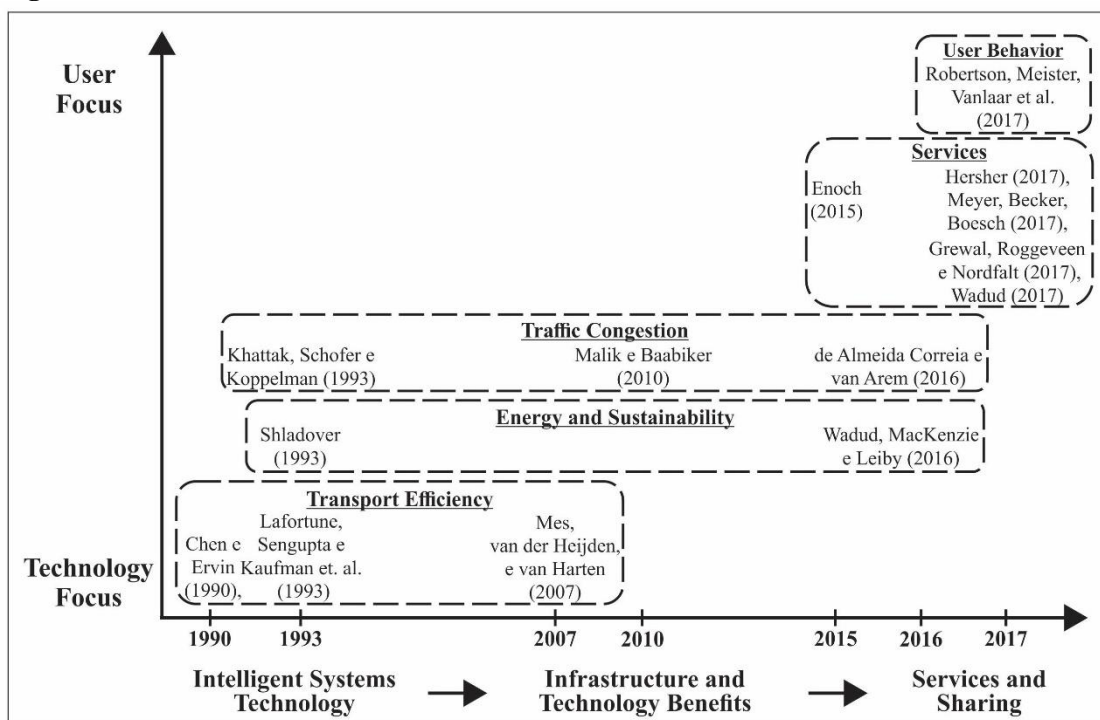 User
Focus
User Behavior
Robertson, Meister,
Vanlaar et al.
(2017)
Services
Enoch
(2015)
Hersher (2017),
Meyer, Becker,
Boesch (2017),
Grewal, Roggeveen
e Nordfalt (2017),
Wadud (2017)
Traffic Congestion
Khattak, Schofer e
Koppelman (1993)
Malik e Baabiker
(2010)
de Almeida Correia e
van Arem (2016)
Energy and Sustainability
Shladover
(1993)
Wadud, MacKenzie
e Leiby (2016)
Transport Efficiency
Chen e
Ervin
(1990),
Lafortune,
Sengupta e
Kaufman et. al.
(1993)
Mes,
van der Heijden,
e van Harten
(2007)
Technology
Focus
1990 1993 2007 2010 2015 2016 2017
Intelligent Systems
Technology
Infrastructure and
Technology Benefits
Services and
Sharing